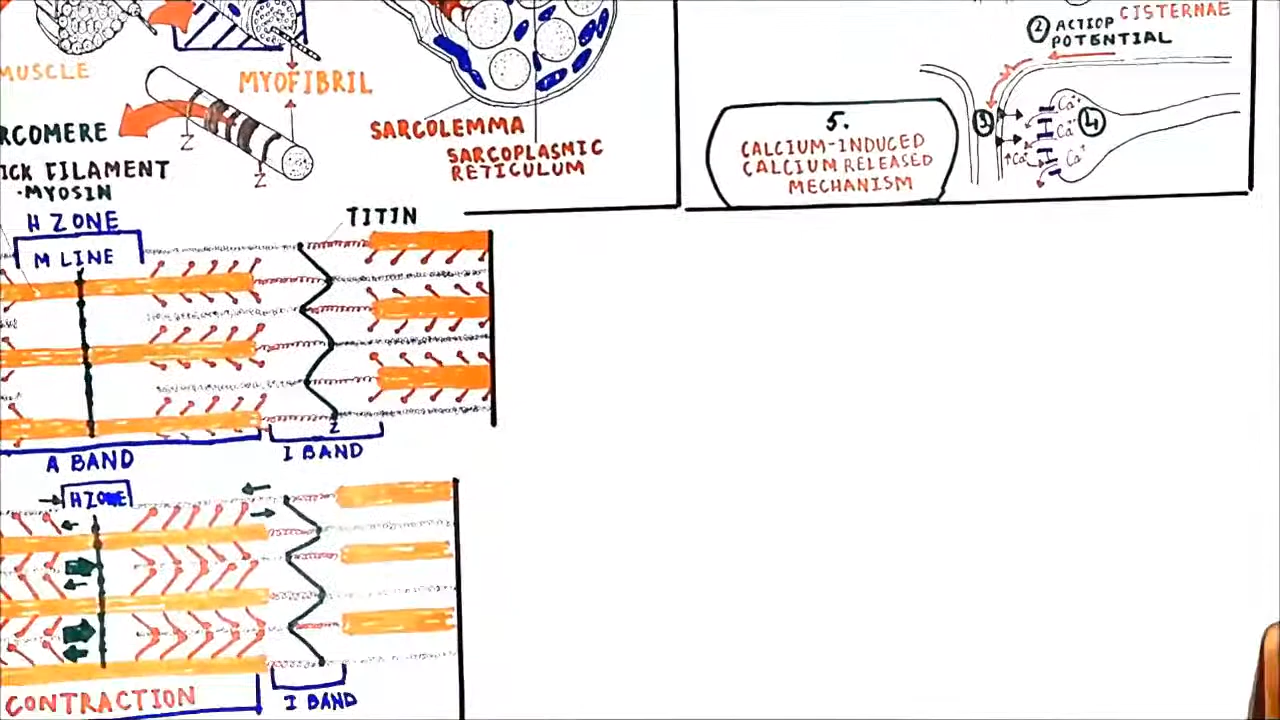 MUSCLE
MYOFIBRIL
RCOMERE
Z
Z
ICK FILAMENT
·MYOSIN
SARCOLEMMA
SARCOPLASMIC
RETICULUM
CISTERNAE
2 ACTIOP
POTENTIAL
5.
CALCIUM-INDUCED
CALCIUM RELEASED
MECHANISM
3
4
Ca++
Ca++
↑Ca+
Ca+
H ZONE
M LINE
TITIN
Z
A BAND
I BAND
H ZONE
CONTRACTION
I BAND